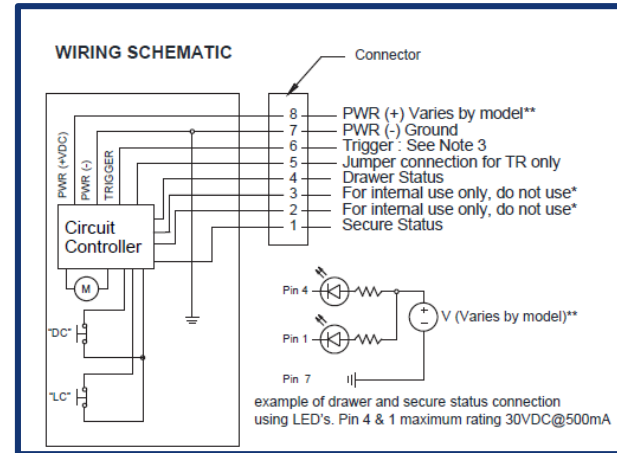 WIRING SCHEMATIC
Connector
PWR (+VDC)
PWR (-)
TRIGGER
8 PWR (+) Varies by model**
7 PWR (-) Ground
6 Trigger : See Note 3
5 Jumper connection for TR only
4 Drawer Status
3 For internal use only, do not use*
2 For internal use only, do not use*
1 Secure Status
Circuit
Controller
M
"DC"
"LC"
Pin 4
+
− V (Varies by model)**
Pin 1
Pin 7
example of drawer and secure status connection
using LED's. Pin 4 & 1 maximum rating 30VDC@500mA